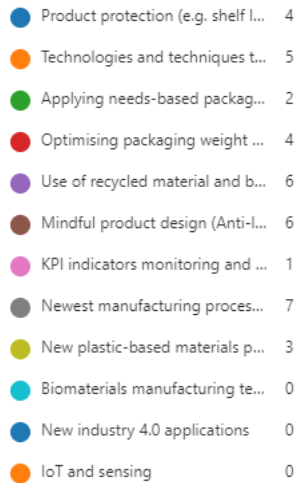 Product protection (e.g. shelf l... 4
Technologies and techniques t... 5
Applying needs-based packag... 2
Optimising packaging weight ... 4
Use of recycled material and b... 6
Mindful product design (Anti-l... 6
KPI indicators monitoring and ... 1
Newest manufacturing proces... 7
New plastic-based materials p... 3
Biomaterials manufacturing te... 0
New industry 4.0 applications 0
IoT and sensing 0